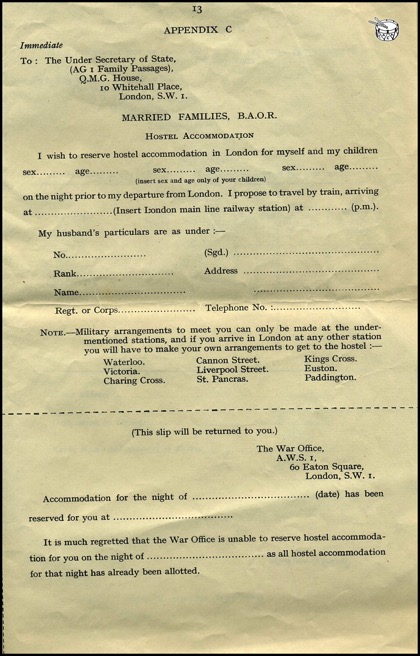 13
APPENDIX C
Immediate
To : The Under Secretary of State,
(AG 1 Family Passages),
Q.M.G. House,
10 Whitehall Place,
London, S.W. 1.
MARRIED FAMILIES, B.A.O.R.
Hostel Accommodation
I wish to reserve hostel accommodation in London for myself and my children
sex......... age......... sex......... age......... sex......... age.........
(insert sex and age only of your children)
on the night prior to my departure from London. I propose to travel by train, arriving
at ........................(Insert London main line railway station) at ............ (p.m.).
My husband's particulars are as under :—
No......................... (Sgd.) ..........................................
Rank............................. Address ..........................................
Name................................ ..........................................
Regt. or Corps........................ Telephone No. :..........................
Note.—Military arrangements to meet you can only be made at the under-
mentioned stations, and if you arrive in London at any other station
you will have to make your own arrangements to get to the hostel :—
Waterloo. Cannon Street. Kings Cross.
Victoria. Liverpool Street. Euston.
Charing Cross. St. Pancras. Paddington.
(This slip will be returned to you.)
The War Office,
A.W.S. 1,
60 Eaton Square,
London, S.W. 1.
Accommodation for the night of .................................... (date) has been
reserved for you at .....................................
It is much regretted that the War Office is unable to reserve hostel accommoda-
tion for you on the night of .................................... as all hostel accommodation
for that night has already been allotted.